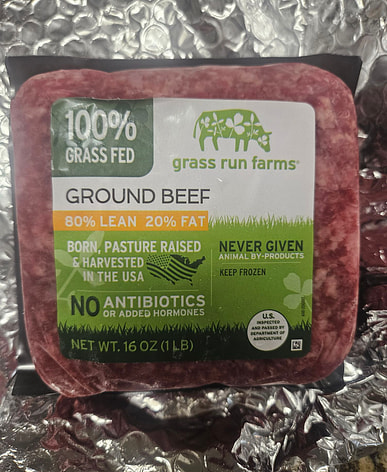 100%
GRASS FED
grass run farms®
GROUND BEEF
80% LEAN 20% FAT
BORN, PASTURE RAISED
& HARVESTED
IN THE USA
NEVER GIVEN
ANIMAL BY-PRODUCTS
KEEP FROZEN
NO ANTIBIOTICS
OR ADDED HORMONES
U.S.
INSPECTED
AND PASSED BY
DEPARTMENT OF
AGRICULTURE
NET WT. 16 OZ (1 LB)